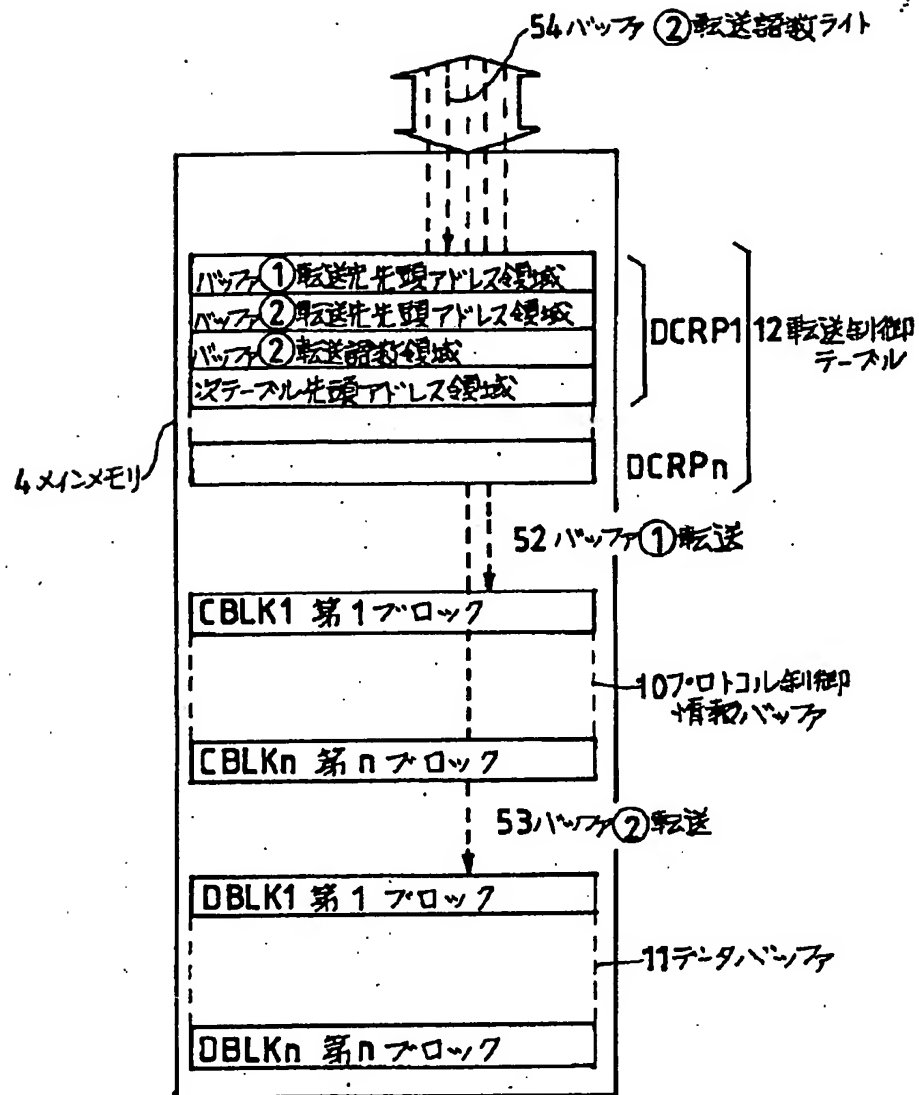 54バッファ ②転送語数ライト
バッファ①転送先先頭アドレス領域
バッファ②転送先先頭アドレス領域
バッファ②転送語数領域
次テーブル先頭アドレス領域
DCRP1
12転送制御
テーブル
4メインメモリ
DCRPn
52バッファ①転送
CBLK1 第1ブロック
10プロトコル制御
情報バッファ
CBLKn 第nブロック
53バッファ②転送
DBLK1 第1ブロック
11データバッファ
DBLKn 第nブロック